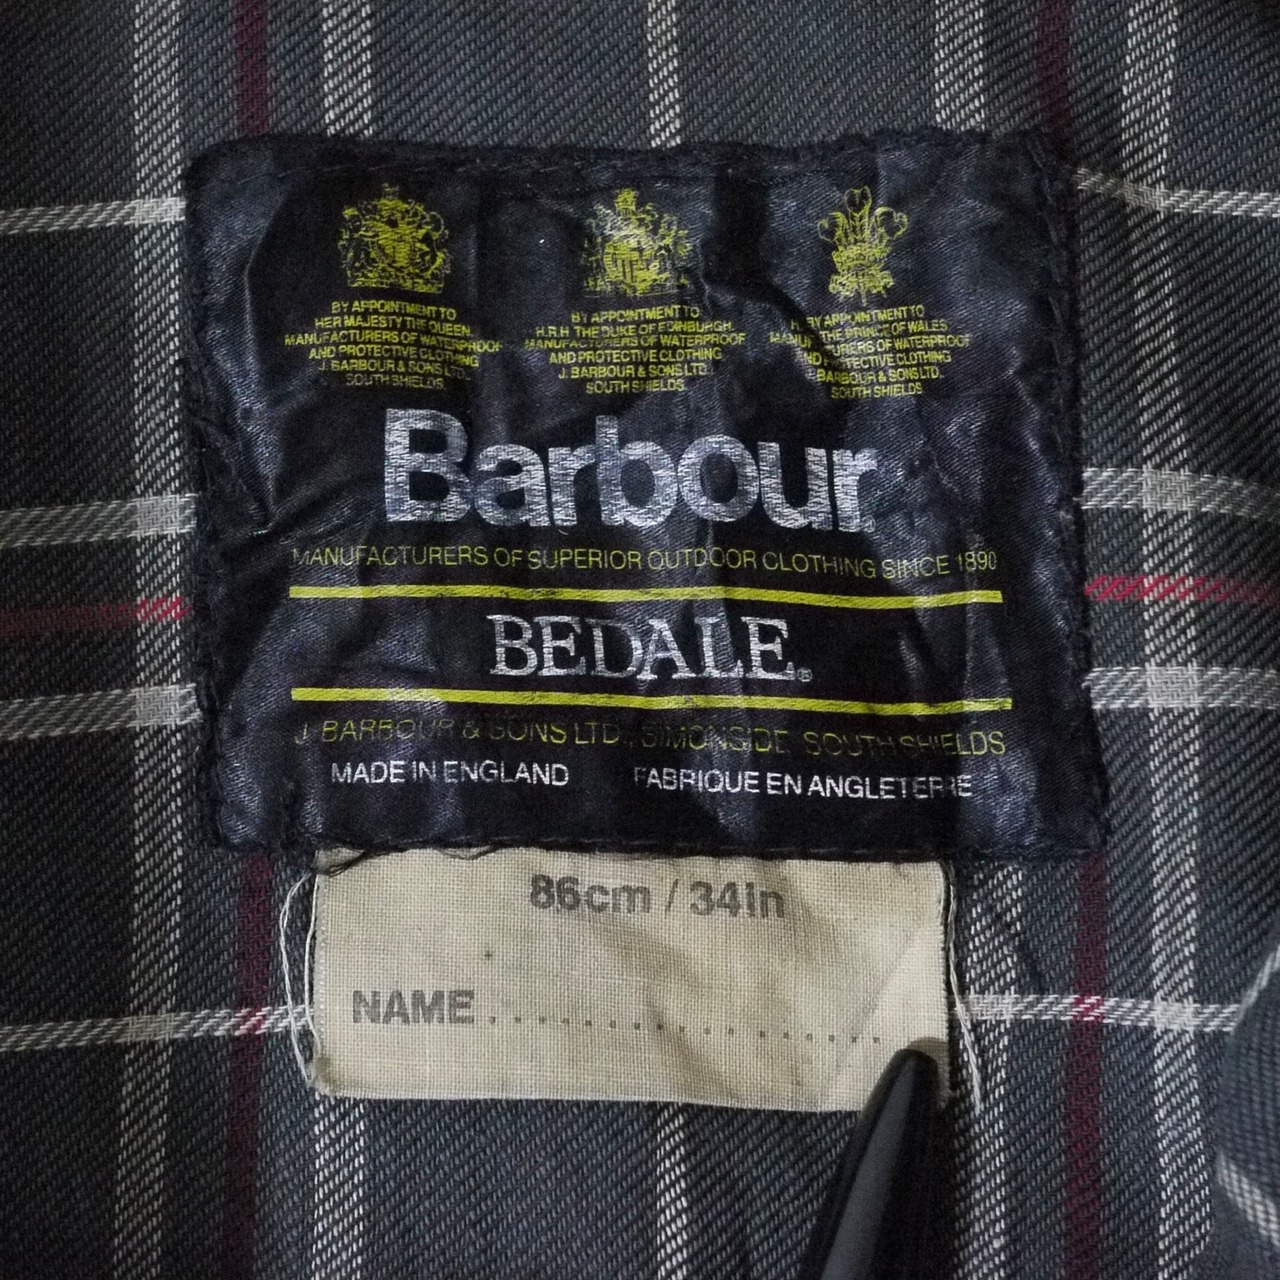 BY APPOINTMENT TO
HER MAJESTY THE QUEEN
MANUFACTURERS OF WATERPROOF
AND PROTECTIVE CLOTHING
J. BARBOUR & SONS LTD.
SOUTH SHIELDS
BY APPOINTMENT TO
H.R.H. THE DUKE OF EDINBURGH.
MANUFACTURERS OF WATERPROOF
AND PROTECTIVE CLOTHING
J. BARBOUR & SONS LTD.
SOUTH SHIELDS.
BY APPOINTMENT TO
THE PRINCE OF WALES
MANUFACTURERS OF WATERPROOF
AND PROTECTIVE CLOTHING
J. BARBOUR & SONS LTD.
SOUTH SHIELDS
Barbour
MANUFACTURERS OF SUPERIOR OUTDOOR CLOTHING SINCE 1890
BEDALE®
J. BARBOUR & SONS LTD., SIMONSIDE, SOUTH SHIELDS
MADE IN ENGLAND FABRIQUE EN ANGLETERRE
86cm / 34in
NAME....................